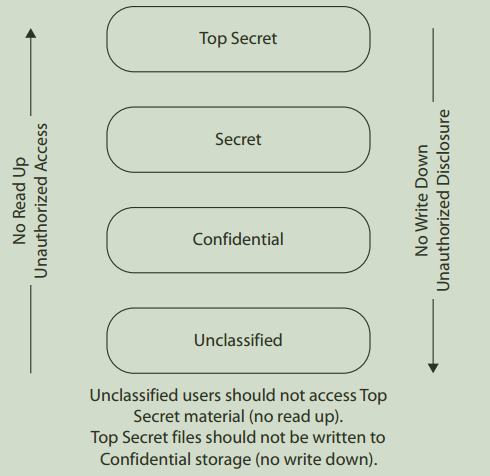 Top Secret
Secret
Confidential
Unclassified
No Read Up
Unauthorized Access
No Write Down
Unauthorized Disclosure
Unclassified users should not access Top
Secret material (no read up).
Top Secret files should not be written to
Confidential storage (no write down).